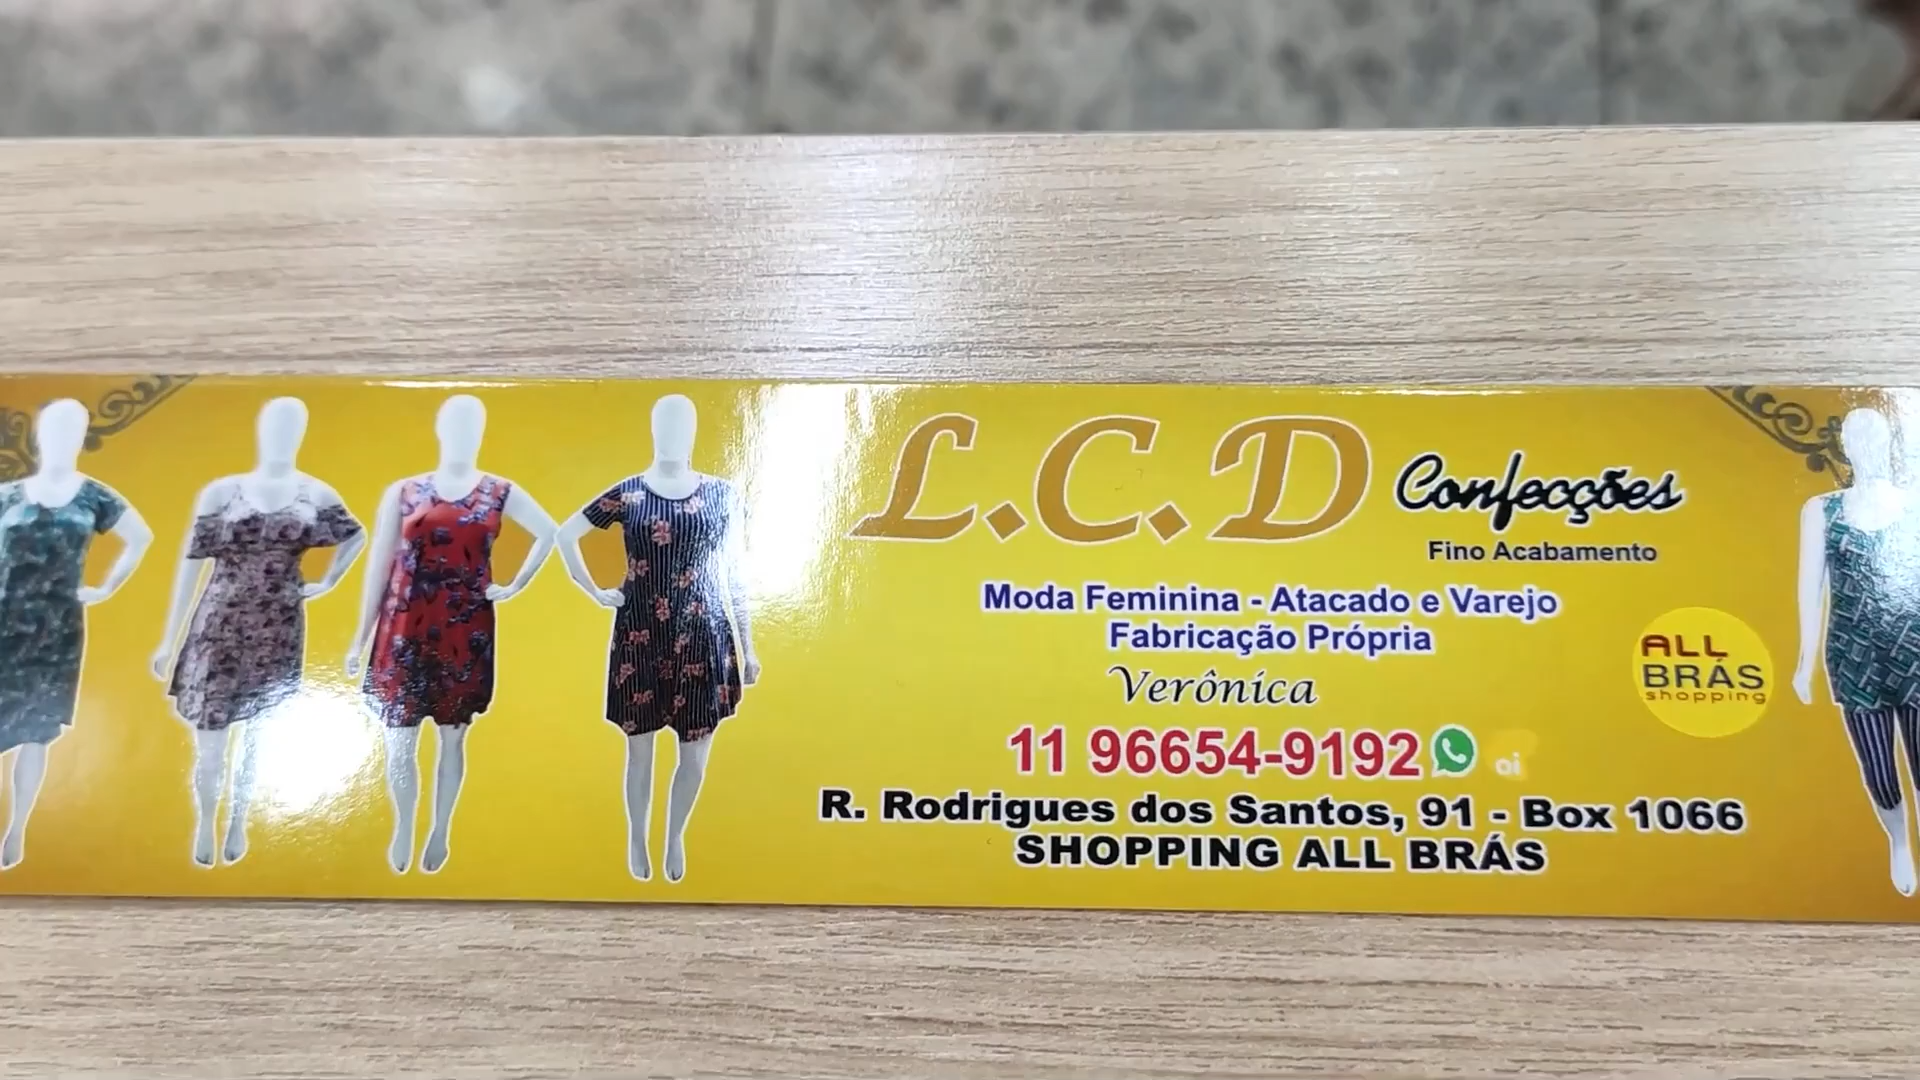 L.C.D Confecções
Fino Acabamento
Moda Feminina - Atacado e Varejo
Fabricação Própria
Verônica
11 96654-9192 oi
R. Rodrigues dos Santos, 91 - Box 1066
SHOPPING ALL BRÁS
ALL
BRÁS
shopping